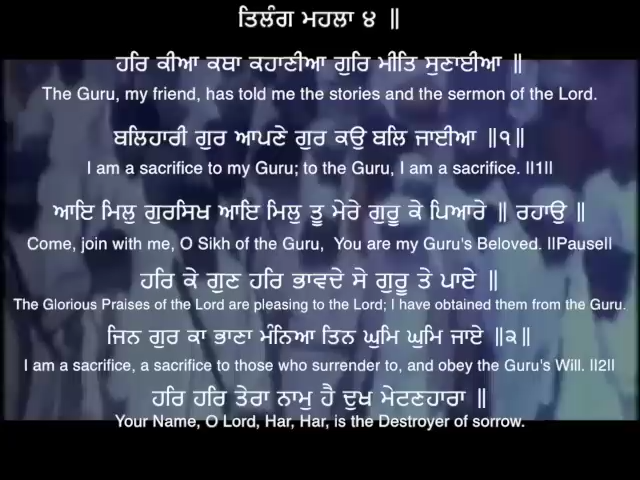 ਤਿਲੰਗ ਮਹਲਾ ੪ ॥
ਹਰਿ ਕੀਆ ਕਥਾ ਕਹਾਣੀਆ ਗੁਰਿ ਮੀਤਿ ਸੁਣਾਈਆ ॥
The Guru, my friend, has told me the stories and the sermon of the Lord.
ਬਲਿਹਾਰੀ ਗੁਰ ਆਪਣੇ ਗੁਰ ਕਉ ਬਲਿ ਜਾਈਆ ॥੧॥
I am a sacrifice to my Guru; to the Guru, I am a sacrifice. ll1ll
ਆਇ ਮਿਲੁ ਗੁਰਸਿਖ ਆਇ ਮਿਲੁ ਤੂ ਮੇਰੇ ਗੁਰੂ ਕੇ ਪਿਆਰੇ ॥ ਰਹਾਉ ॥
Come, join with me, O Sikh of the Guru, You are my Guru's Beloved. llPausell
ਹਰਿ ਕੇ ਗੁਣ ਹਰਿ ਭਾਵਦੇ ਸੇ ਗੁਰੂ ਤੇ ਪਾਏ ॥
The Glorious Praises of the Lord are pleasing to the Lord; I have obtained them from the Guru.
ਜਿਨ ਗੁਰ ਕਾ ਭਾਣਾ ਮੰਨਿਆ ਤਿਨ ਘੁਮਿ ਘੁਮਿ ਜਾਏ ॥੨॥
I am a sacrifice, a sacrifice to those who surrender to, and obey the Guru's Will. ll2ll
ਹਰਿ ਹਰਿ ਤੇਰਾ ਨਾਮੁ ਹੈ ਦੁਖ ਮੇਟਣਹਾਰਾ ॥
Your Name, O Lord, Har, Har, is the Destroyer of sorrow.